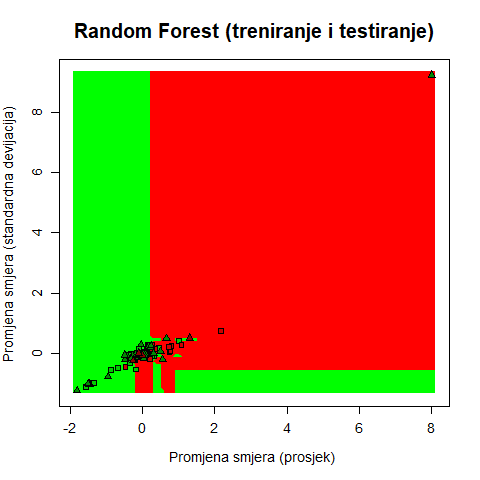 Random Forest (treniranje i testiranje)
Promjena smjera (standardna devijacija)
8
6
4
2
0
-2 0 2 4 6 8
Promjena smjera (prosjek)